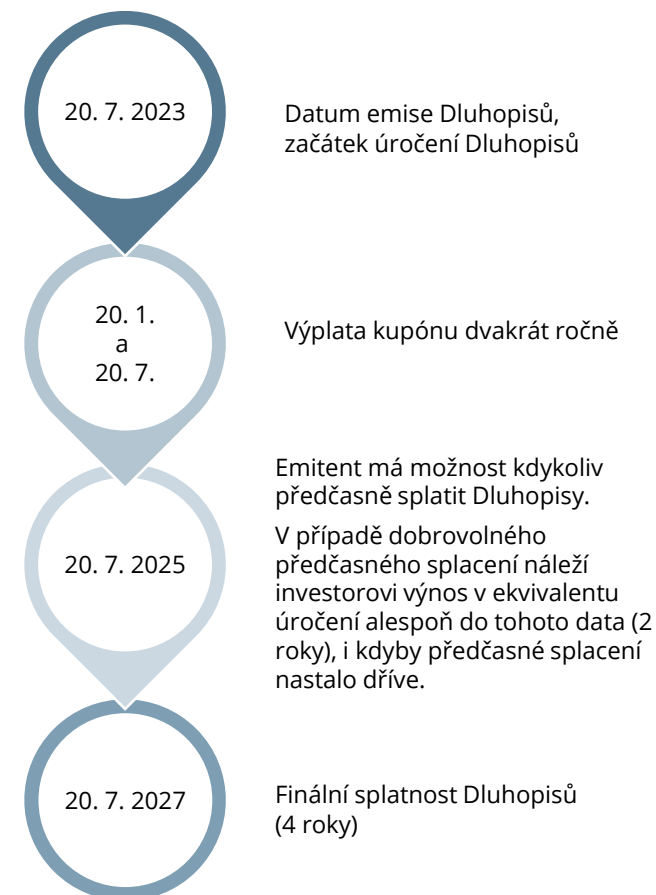 20. 7. 2023
Datum emise Dluhopisů,
začátek úročení Dluhopisů
20. 1.
a
20. 7.
Výplata kupónu dvakrát ročně
20. 7. 2025
Emitent má možnost kdykoliv
předčasně splatit Dluhopisy.
V případě dobrovolného
předčasného splacení náleží
investorovi výnos v ekvivalentu
úročení alespoň do tohoto data (2
roky), i kdyby předčasné splacení
nastalo dříve.
20. 7. 2027
Finální splatnost Dluhopisů
(4 roky)